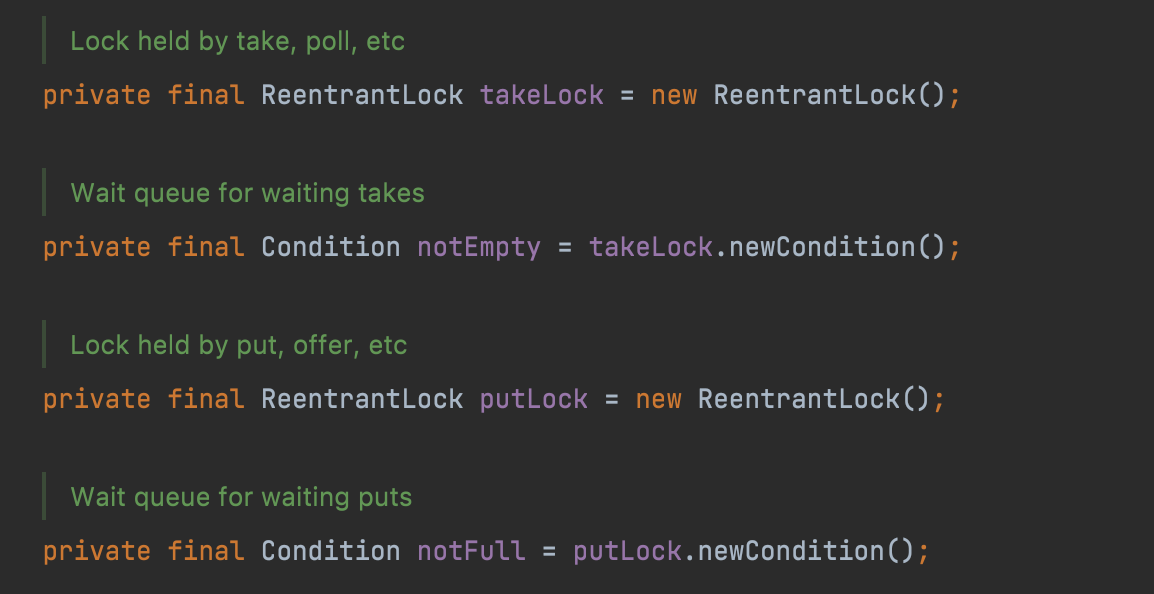 Lock held by take, poll, etc
private final ReentrantLock takeLock = new ReentrantLock();
Wait queue for waiting takes
private final Condition notEmpty = takeLock.newCondition();
Lock held by put, offer, etc
private final ReentrantLock putLock = new ReentrantLock();
Wait queue for waiting puts
private final Condition notFull = putLock.newCondition();